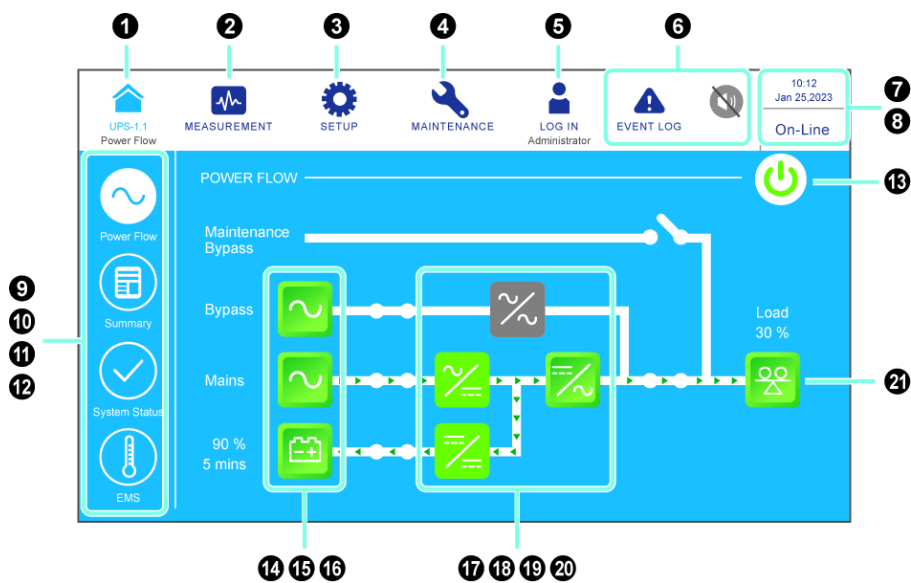 1 2 3 4 5 6
UPS-1,1
Power Flow
MEASUREMENT
SETUP
MAINTENANCE
LOG IN
Administrator
EVENT LOG
10:12
Jan 25,2023
On-Line
7
8
Power Flow
Summary
System Status
EMS
9
10
11
12
POWER FLOW
13
Maintenance
Bypass
Bypass
Mains
90 %
5 mins
Load
30 %
21
14 15 16
17 18 19 20